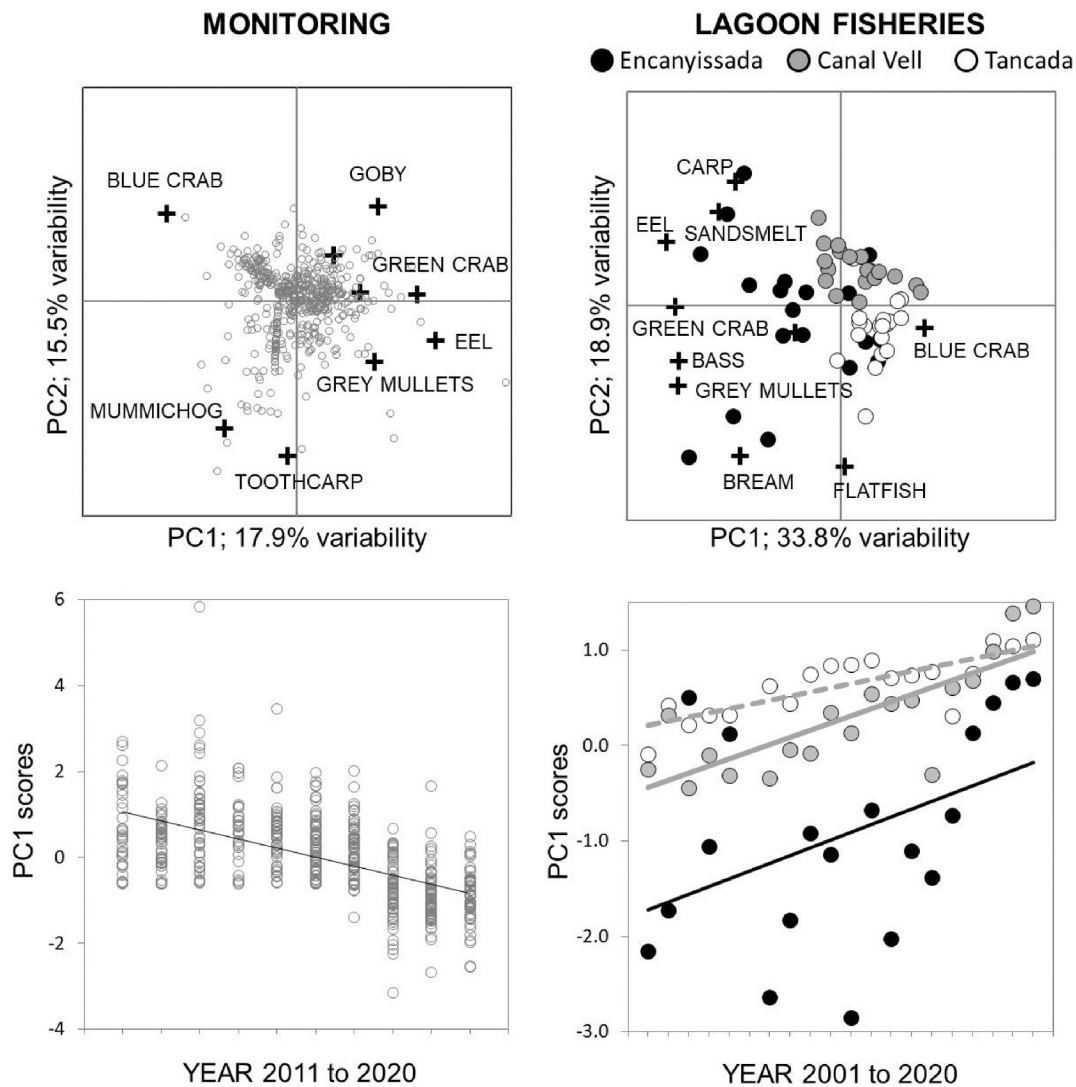 MONITORING
LAGOON FISHERIES
Encanyissada Canal Vell Tancada
BLUE CRAB
GOBY
GREEN CRAB
EEL
GREY MULLETS
MUMMICHOG
TOOTHCARP
PC2; 15.5% variability
PC1; 17.9% variability
CARP
EEL
SANDSMELT
GREEN CRAB
BLUE CRAB
BASS
GREY MULLETS
BREAM
FLATFISH
PC2; 18.9% variability
PC1; 33.8% variability
6
4
2
0
-2
-4
PC1 scores
YEAR 2011 to 2020
1.0
0.0
-1.0
-2.0
-3.0
PC1 scores
YEAR 2001 to 2020